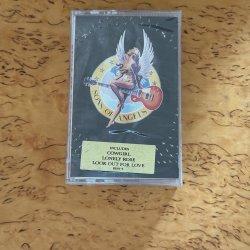 SONS OF ANGELS
INCLUDES
COWGIRL
LONELY ROSE
LOOK OUT FOR LOVE